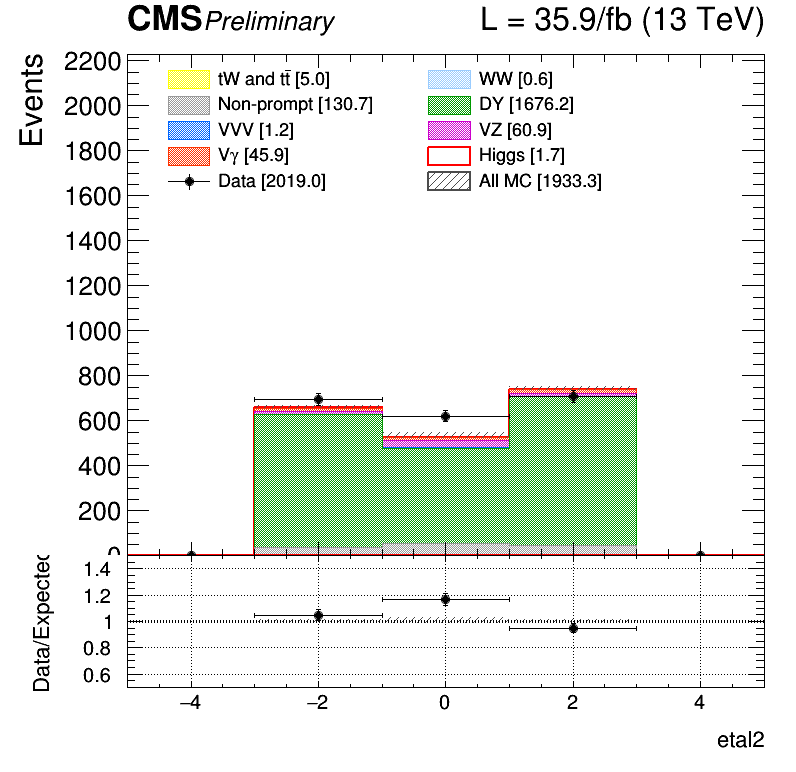 CMS Preliminary L = 35.9/fb (13 TeV)
Events
2200
2000
1800
1600
1400
1200
1000
800
600
400
200
0
tW and tt̄ [5.0] WW [0.6]
Non-prompt [130.7] DY [1676.2]
VVV [1.2] VZ [60.9]
Vγ [45.9] Higgs [1.7]
Data [2019.0] All MC [1933.3]
Data/Expected
1.4
1.2
1
0.8
0.6
−4 −2 0 2 4
etal2